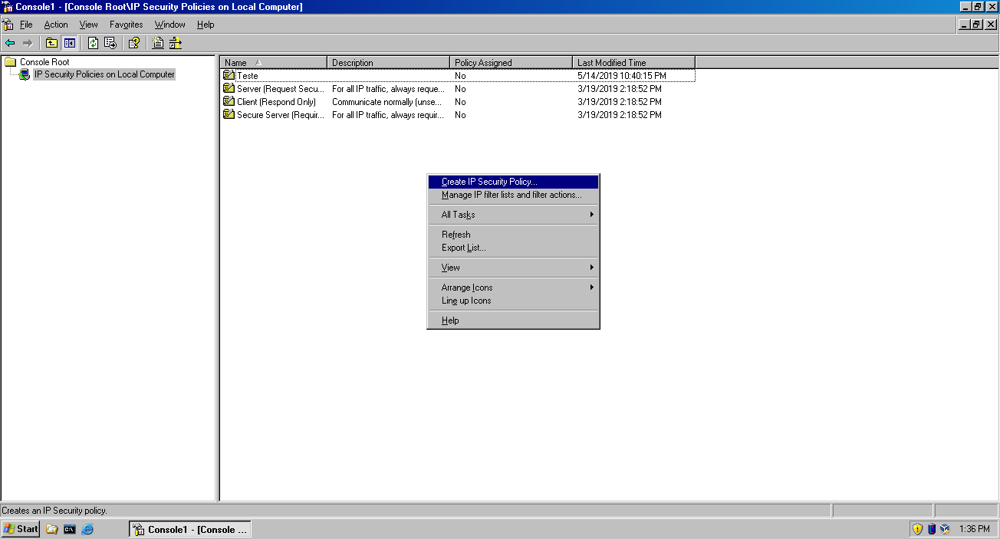 Console1 - [Console Root\IP Security Policies on Local Computer]
File Action View Favorites Window Help
Console Root
IP Security Policies on Local Computer
Name Description Policy Assigned Last Modified Time
Teste No 5/14/2019 10:40:15 PM
Server (Request Secu... For all IP traffic, always reque... No 3/19/2019 2:18:52 PM
Client (Respond Only) Communicate normally (unse... No 3/19/2019 2:18:52 PM
Secure Server (Requir... For all IP traffic, always requir... No 3/19/2019 2:18:52 PM
Create IP Security Policy...
Manage IP filter lists and filter actions...
All Tasks
Refresh
Export List...
View
Arrange Icons
Line up Icons
Help
Creates an IP Security policy.
Start Console1 - [Console ... 1:36 PM